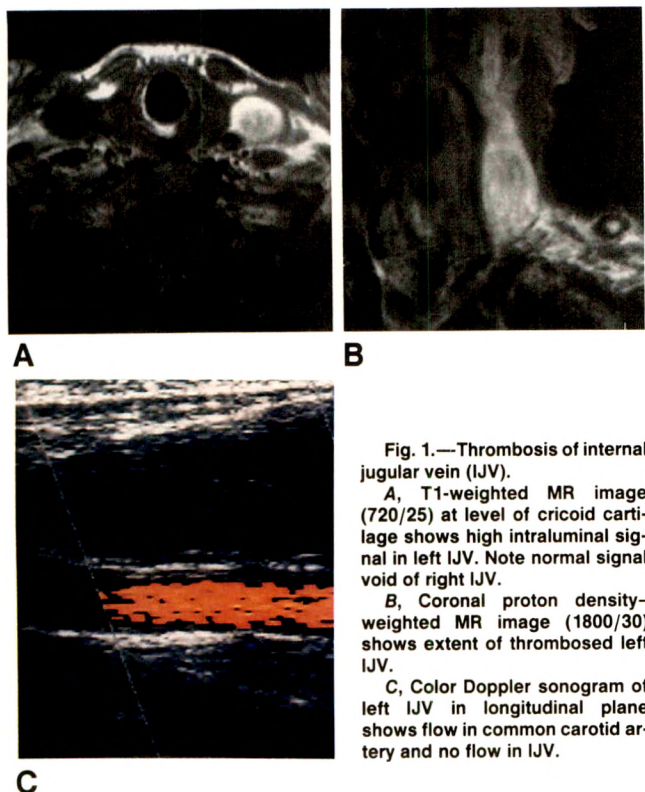 A
B
C
Fig. 1.—Thrombosis of internal
jugular vein (IJV).
A, T1-weighted MR image
(720/25) at level of cricoid carti-
lage shows high intraluminal sig-
nal in left IJV. Note normal signal
void of right IJV.
B, Coronal proton density–
weighted MR image (1800/30)
shows extent of thrombosed left
IJV.
C, Color Doppler sonogram of
left IJV in longitudinal plane
shows flow in common carotid ar-
tery and no flow in IJV.